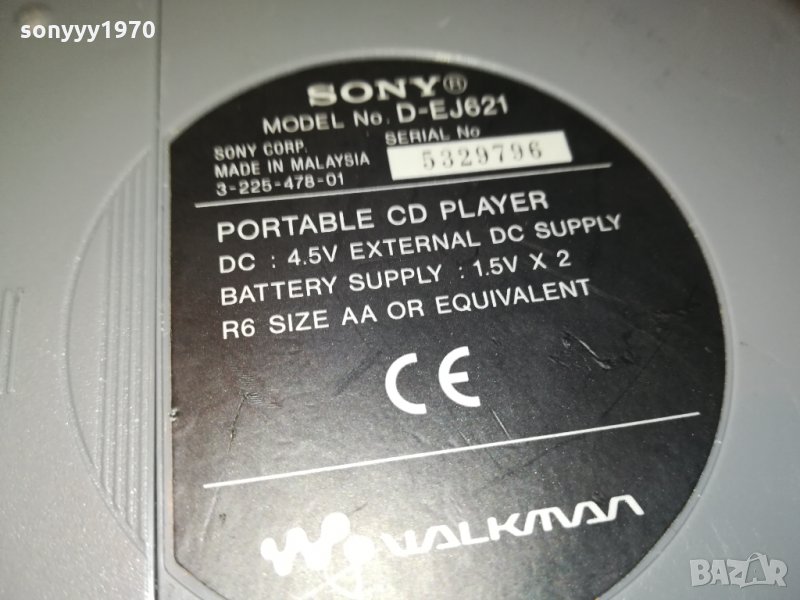 sonyyy1970
SONY®
MODEL No. D-EJ621
SONY CORP. SERIAL No
MADE IN MALAYSIA 5329796
3-225-478-01
PORTABLE CD PLAYER
DC : 4.5V EXTERNAL DC SUPPLY
BATTERY SUPPLY : 1.5V X 2
R6 SIZE AA OR EQUIVALENT
CE
WALKMAN
BAZAR